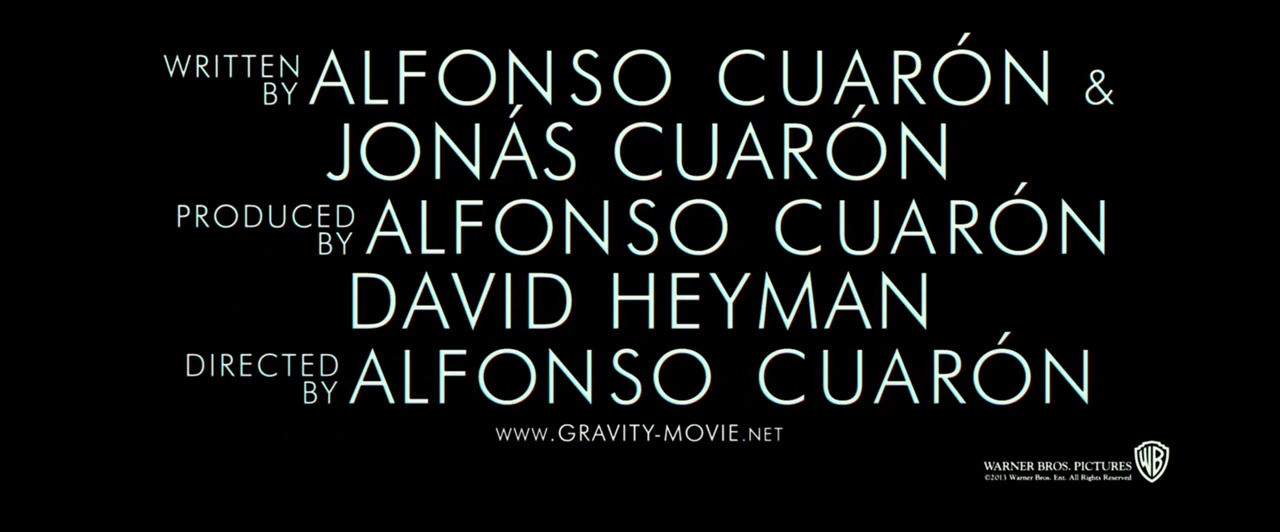 WRITTEN BY ALFONSO CUARÓN &
JONÁS CUARÓN
PRODUCED BY ALFONSO CUARÓN
DAVID HEYMAN
DIRECTED BY ALFONSO CUARÓN
WWW.GRAVITY-MOVIE.NET
WARNER BROS. PICTURES WB
©2013 Warner Bros. Ent. All Rights Reserved